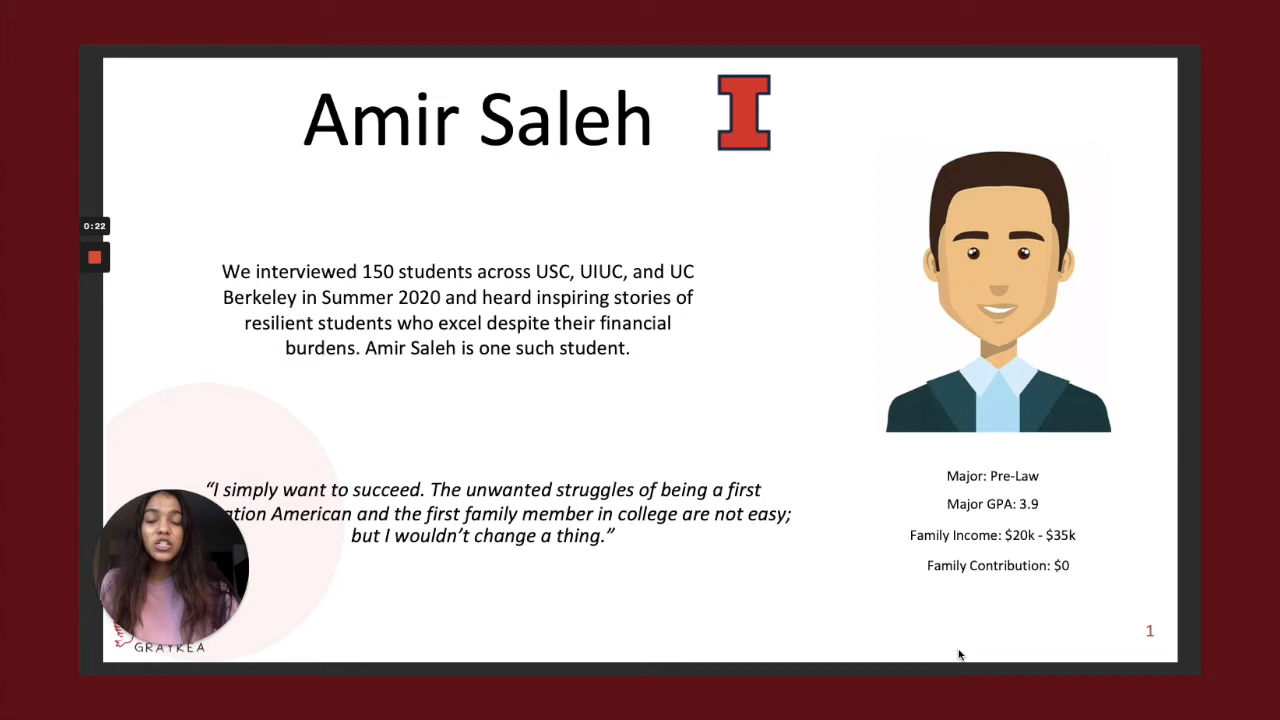 Amir Saleh
0:22
We interviewed 150 students across USC, UIUC, and UC
Berkeley in Summer 2020 and heard inspiring stories of
resilient students who excel despite their financial
burdens. Amir Saleh is one such student.
“I simply want to succeed. The unwanted struggles of being a first
American and the first family member in college are not easy;
but I wouldn’t change a thing.”
Major: Pre-Law
Major GPA: 3.9
Family Income: $20k - $35k
Family Contribution: $0
1
GRAYKEA